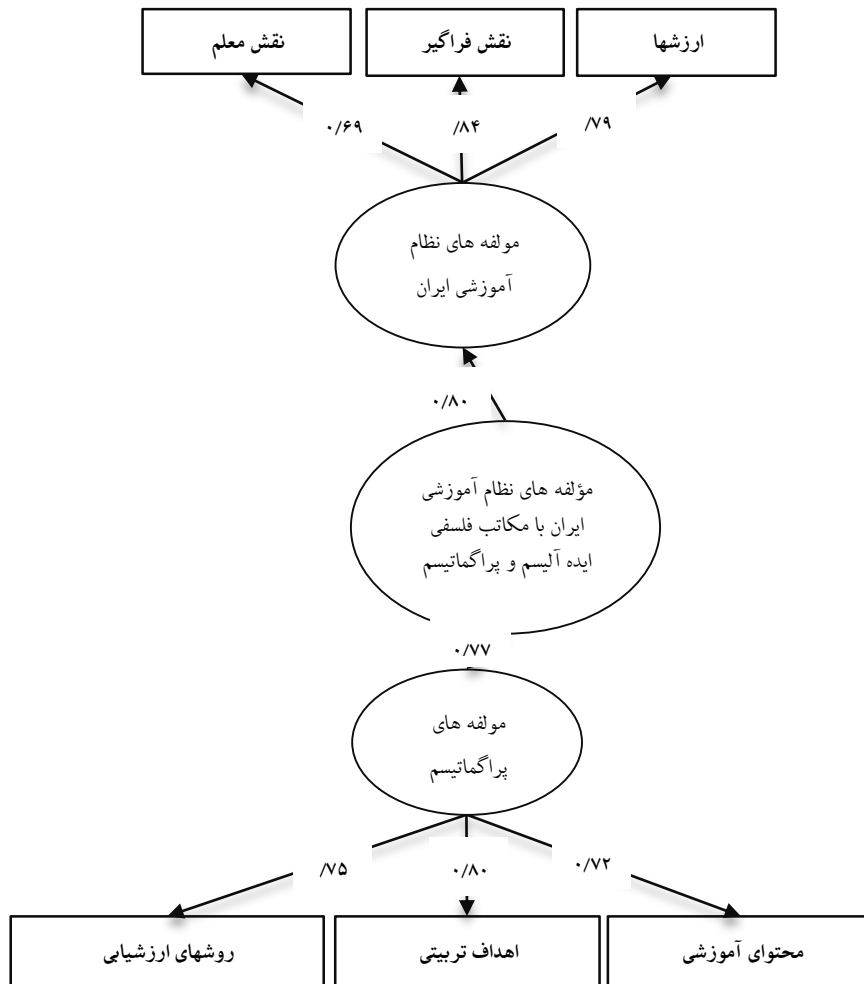 ارزشها
نقش فراگیر
نقش معلم
/۷۹
/۸۴
۰/۶۹
مولفه های نظام
آموزشی ایران
۰/۸۰
مؤلفه های نظام آموزشی
ایران با مکاتب فلسفی
ایده آلیسم و پراگماتیسم
۰/۷۷
مولفه های
پراگماتیسم
۰/۷۲
۰/۸۰
/۷۵
محتوای آموزشی
اهداف تربیتی
روشهای ارزشیابی